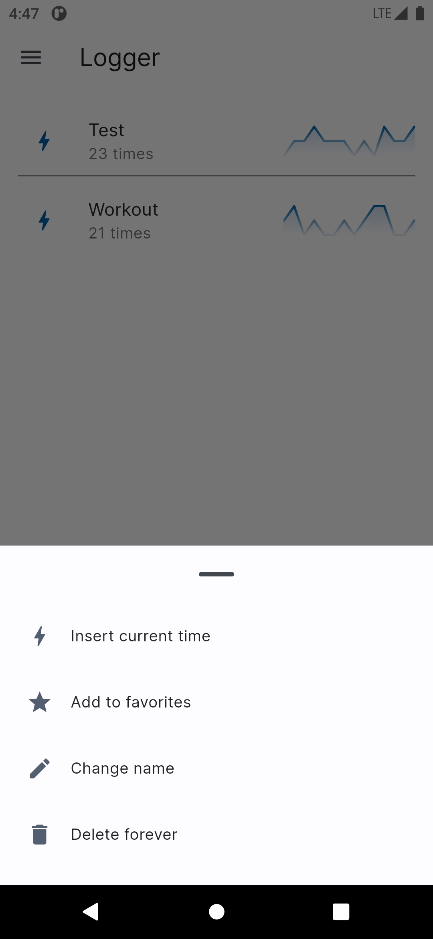 4:47 LTE
Logger
Test
23 times
Workout
21 times
Insert current time
Add to favorites
Change name
Delete forever